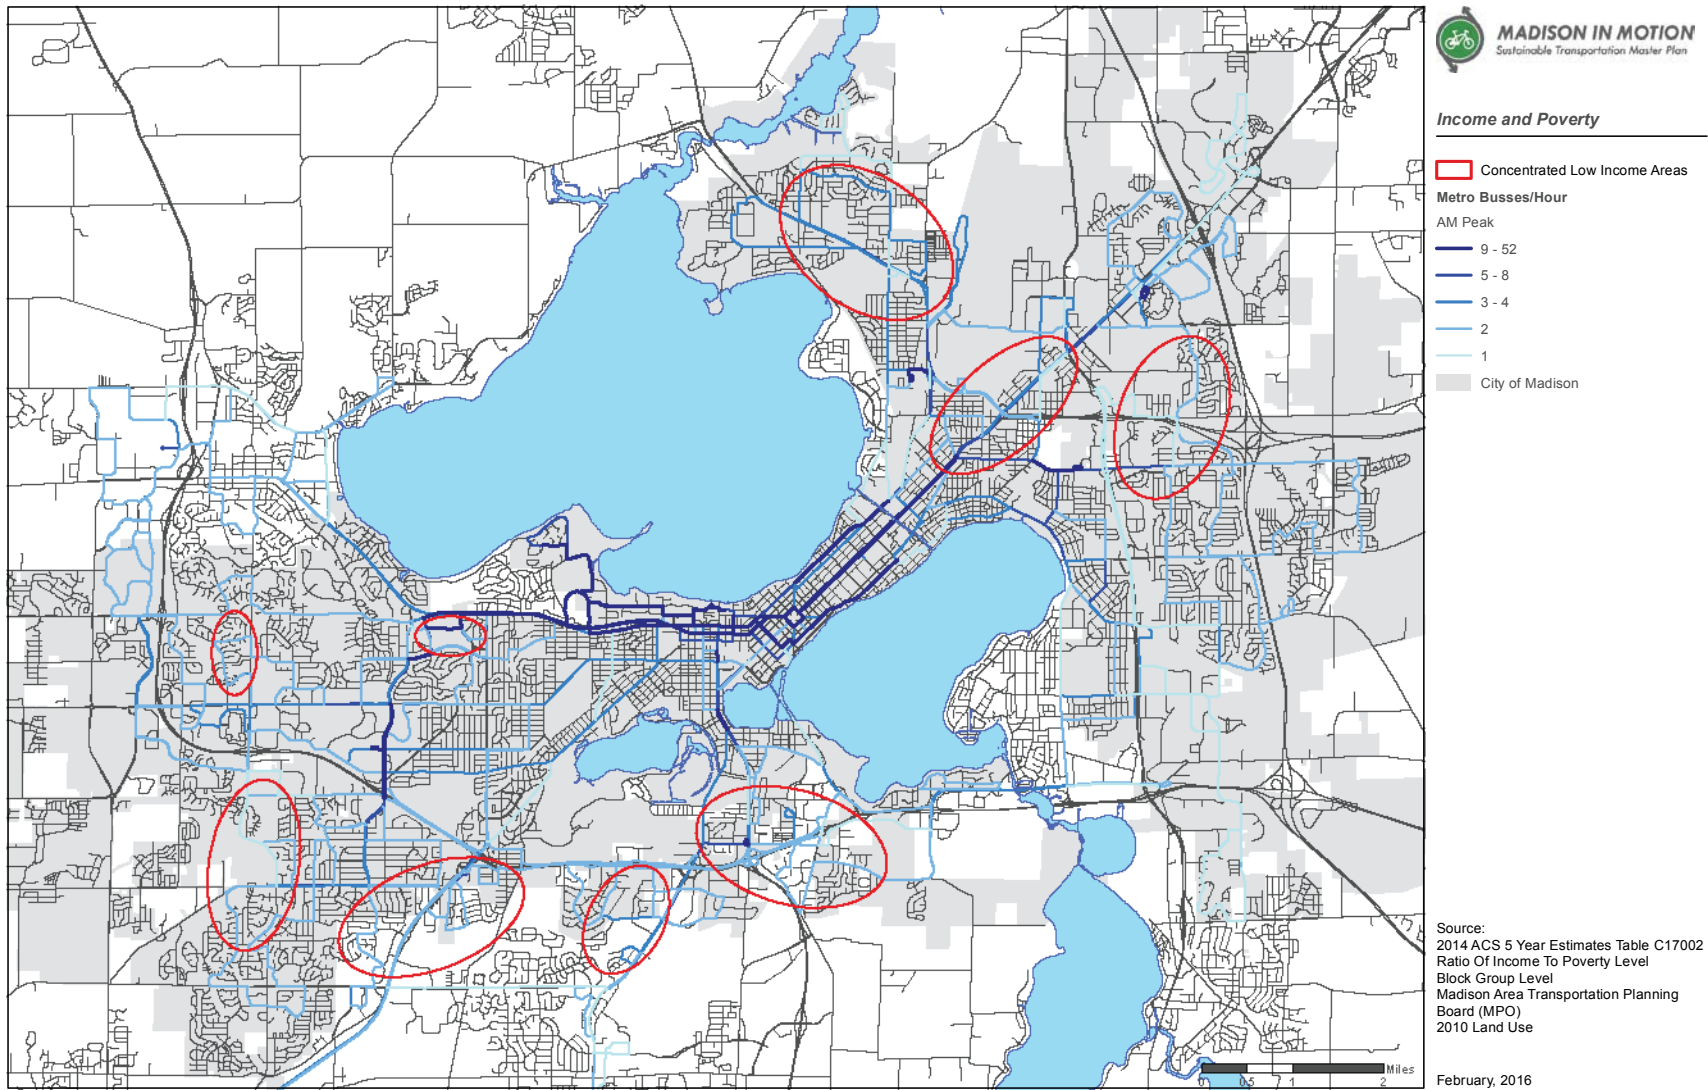 MADISON IN MOTION
Sustainable Transportation Master Plan
Income and Poverty
Concentrated Low Income Areas
Metro Busses/Hour
AM Peak
9 - 52
5 - 8
3 - 4
2
1
City of Madison
Source:
2014 ACS 5 Year Estimates Table C17002
Ratio Of Income To Poverty Level
Block Group Level
Madison Area Transportation Planning
Board (MPO)
2010 Land Use
Miles
0 0.5 1 2
February, 2016